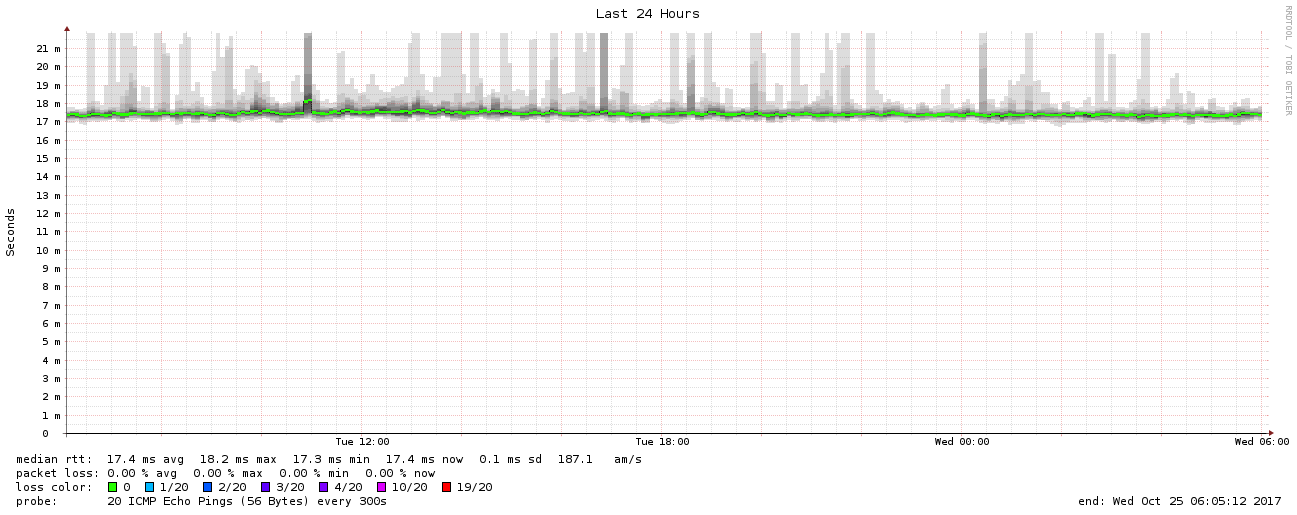 Last 24 Hours
RRDTOOL / TOBI OETIKER
Seconds
21 m
20 m
19 m
18 m
17 m
16 m
15 m
14 m
13 m
12 m
11 m
10 m
9 m
8 m
7 m
6 m
5 m
4 m
3 m
2 m
1 m
0
Tue 12:00 Tue 18:00 Wed 00:00 Wed 06:00
median rtt: 17.4 ms avg 18.2 ms max 17.3 ms min 17.4 ms now 0.1 ms sd 187.1 am/s
packet loss: 0.00 % avg 0.00 % max 0.00 % min 0.00 % now
loss color: 0 1/20 2/20 3/20 4/20 10/20 19/20
probe: 20 ICMP Echo Pings (56 Bytes) every 300s end: Wed Oct 25 06:05:12 2017